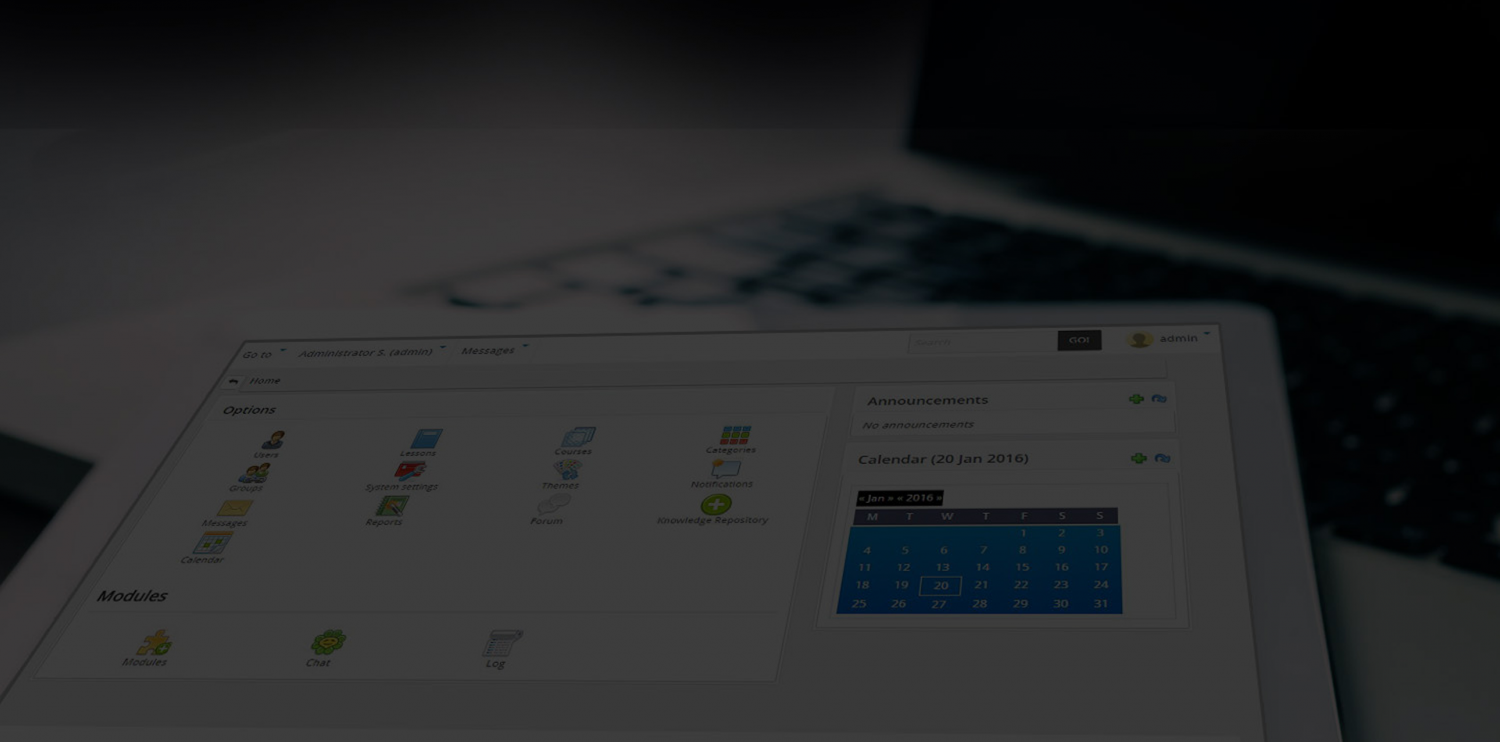 Go to Administrator S. (admin) Messages Search GO! admin
Home
Options
Users Lessons Courses Categories
Groups System settings Themes Notifications
Messages Reports Forum Knowledge Repository
Calendar
Modules
Modules Chat Log
Announcements
No announcements
Calendar (20 Jan 2016)
« Jan » « 2016 »
M T W T F S S
1 2 3
4 5 6 7 8 9 10
11 12 13 14 15 16 17
18 19 20 21 22 23 24
25 26 27 28 29 30 31